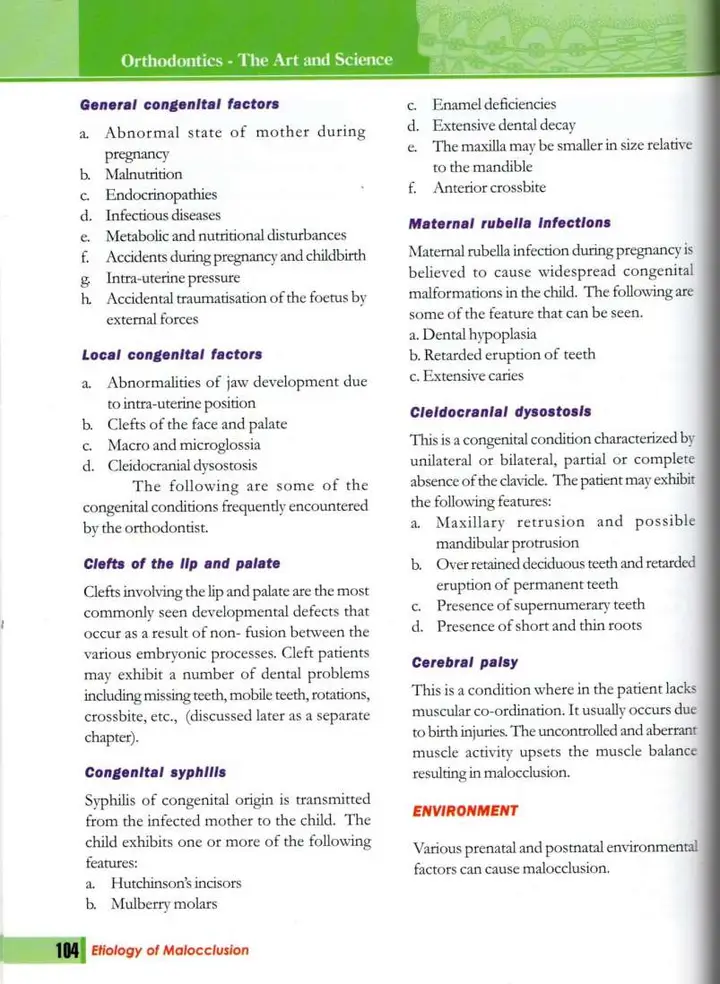 Orthodontics - The Art and Science
General congenital factors
a. Abnormal state of mother during
pregnancy
b. Malnutrition
c. Endocrinopathies
d. Infectious diseases
e. Metabolic and nutritional disturbances
f. Accidents during pregnancy and childbirth
g. Intra-uterine pressure
h. Accidental traumatisation of the foetus by
external forces
Local congenital factors
a. Abnormalities of jaw development due
to intra-uterine position
b. Clefts of the face and palate
c. Macro and microglossia
d. Cleidocranial dysostosis
The following are some of the
congenital conditions frequently encountered
by the orthodontist.
Clefts of the lip and palate
Clefts involving the lip and palate are the most
commonly seen developmental defects that
occur as a result of non- fusion between the
various embryonic processes. Cleft patients
may exhibit a number of dental problems
including missing teeth, mobile teeth, rotations,
crossbite, etc., (discussed later as a separate
chapter).
Congenital syphilis
Syphilis of congenital origin is transmitted
from the infected mother to the child. The
child exhibits one or more of the following
features:
a. Hutchinson's incisors
b. Mulberry molars
c. Enamel deficiencies
d. Extensive dental decay
e. The maxilla may be smaller in size relative
to the mandible
f. Anterior crossbite
Maternal rubella infections
Maternal rubella infection during pregnancy is
believed to cause widespread congenital
malformations in the child. The following are
some of the feature that can be seen.
a. Dental hypoplasia
b. Retarded eruption of teeth
c. Extensive caries
Cleidocranial dysostosis
This is a congenital condition characterized by
unilateral or bilateral, partial or complete
absence of the clavicle. The patient may exhibit
the following features:
a. Maxillary retrusion and possible
mandibular protrusion
b. Over retained deciduous teeth and retarded
eruption of permanent teeth
c. Presence of supernumerary teeth
d. Presence of short and thin roots
Cerebral palsy
This is a condition where in the patient lacks
muscular co-ordination. It usually occurs due
to birth injuries. The uncontrolled and aberrant
muscle activity upsets the muscle balance
resulting in malocclusion.
ENVIRONMENT
Various prenatal and postnatal environmental
factors can cause malocclusion.
104 Etiology of Malocclusion